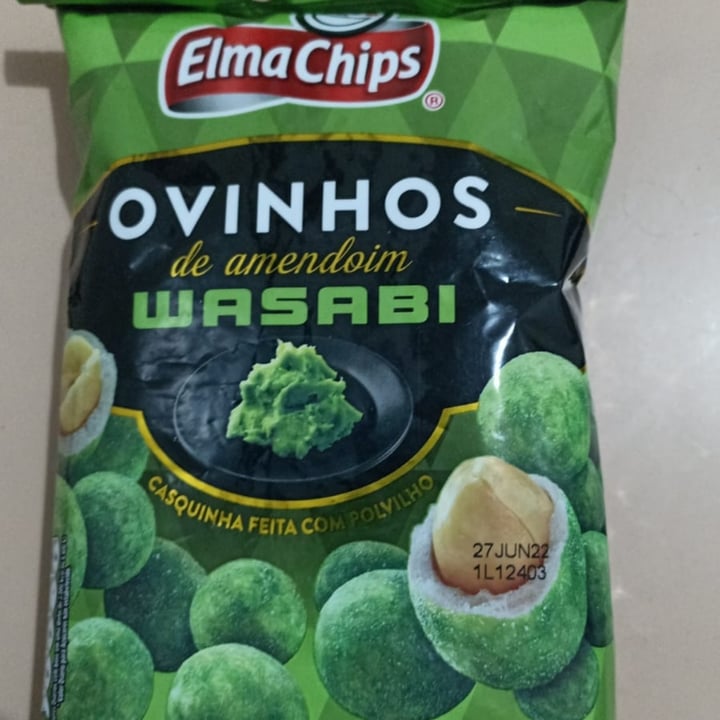 Elma Chips
®
OVINHOS
de amendoim
WASABI
CASQUINHA FEITA COM POLVILHO
27JUN22
1L12403